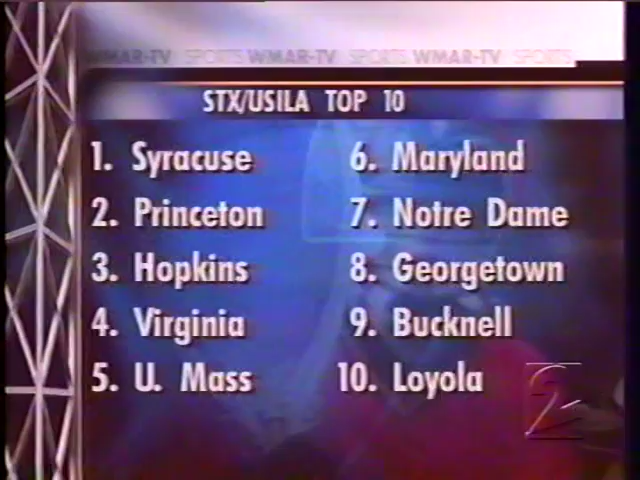 WMAR-TV SPORTS WMAR-TV SPORTS WMAR-TV SPORTS
STX/USILA TOP 10
1. Syracuse
2. Princeton
3. Hopkins
4. Virginia
5. U. Mass
6. Maryland
7. Notre Dame
8. Georgetown
9. Bucknell
10. Loyola
2